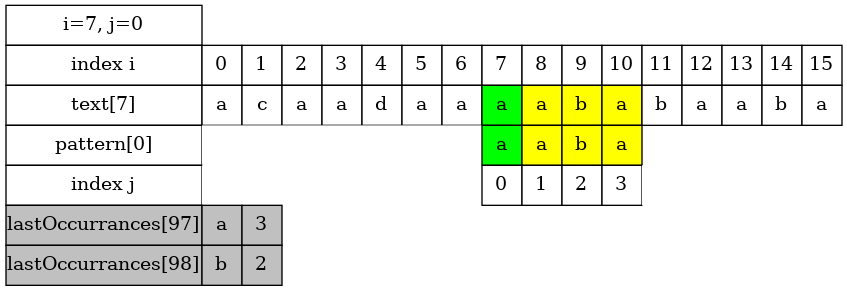 i=7, j=0
index i 0 1 2 3 4 5 6 7 8 9 10 11 12 13 14 15
text[7] a c a a d a a a a b a b a a b a
pattern[0] a a b a
index j 0 1 2 3
lastOccurrances[97] a 3
lastOccurrances[98] b 2